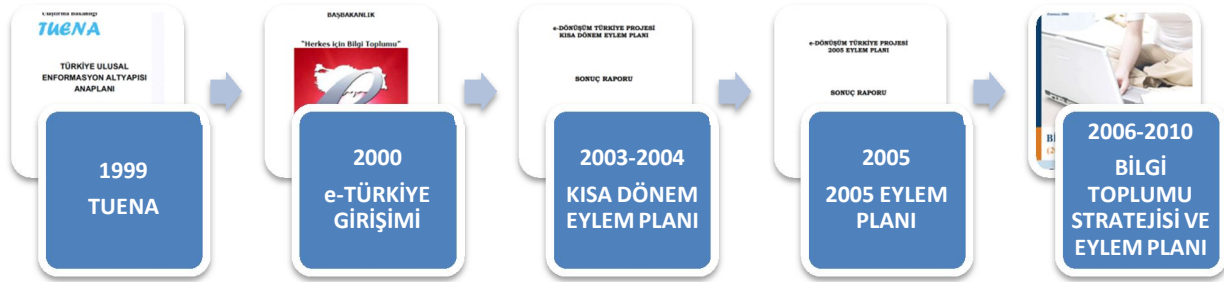 Ulaştırma Bakanlığı
TUENA
TÜRKİYE ULUSAL
ENFORMASYON ALTYAPISI
ANAPLANI
1999
TUENA
BAŞBAKANLIK
"Herkes için Bilgi Toplumu"
2000
e-TÜRKİYE
GİRİŞİMİ
e-DÖNÜŞÜM TÜRKİYE PROJESİ
KISA DÖNEM EYLEM PLANI
SONUÇ RAPORU
2003-2004
KISA DÖNEM
EYLEM PLANI
e-DÖNÜŞÜM TÜRKİYE PROJESİ
2005 EYLEM PLANI
SONUÇ RAPORU
2005
2005 EYLEM
PLANI
2006-2010
BİLGİ
TOPLUMU
STRATEJİSİ VE
EYLEM PLANI